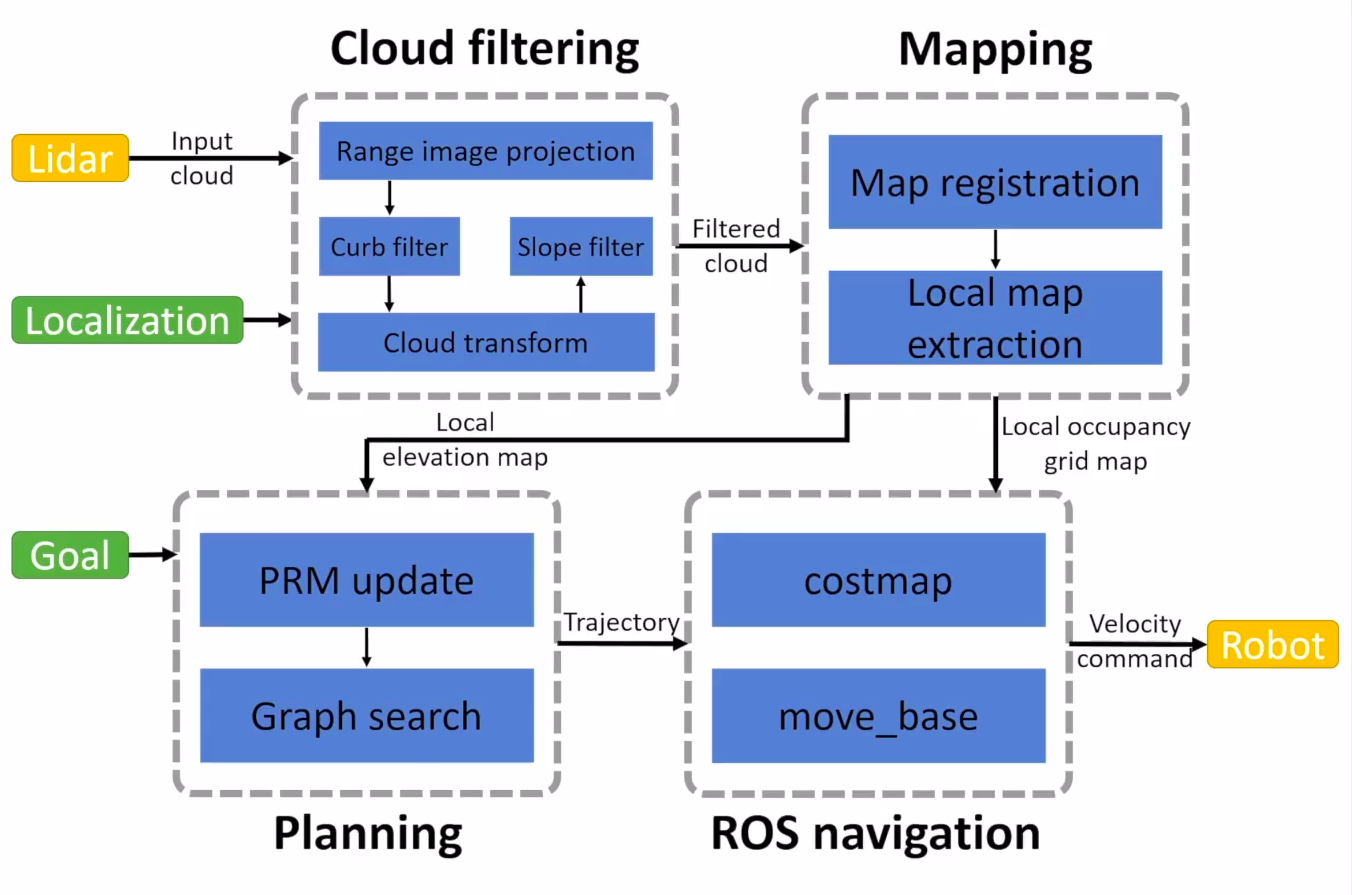 Cloud filtering
Mapping
Lidar
Input
cloud
Range image projection
Curb filter
Slope filter
Cloud transform
Localization
Filtered
cloud
Map registration
Local map
extraction
Local
elevation map
Local occupancy
grid map
Goal
PRM update
Graph search
Trajectory
costmap
move_base
Velocity
command
Robot
Planning
ROS navigation